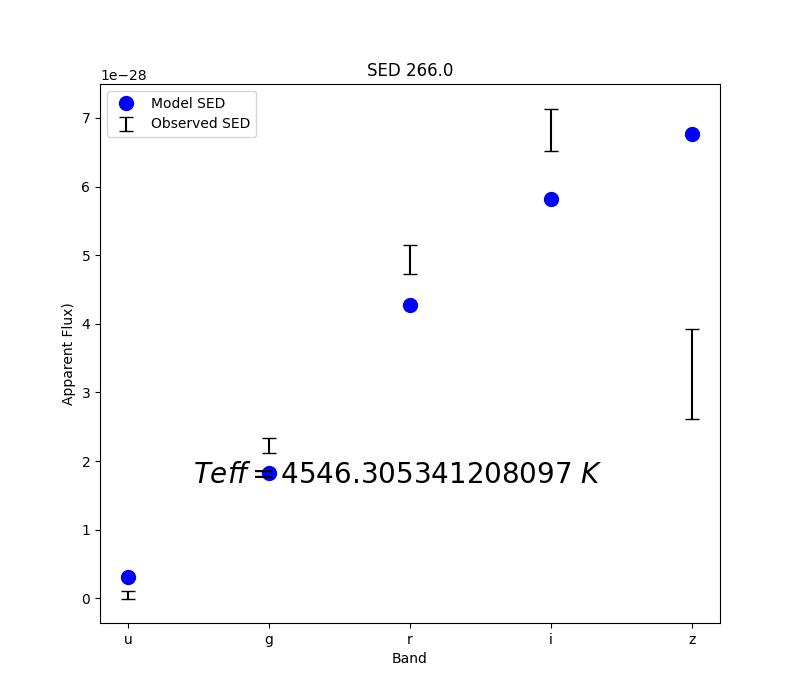 SED 266.0
1e−28
Model SED
Observed SED
7
6
5
4
3
2
1
0
Apparent Flux)
Teff = 4546.305341208097 K
u g r i z
Band